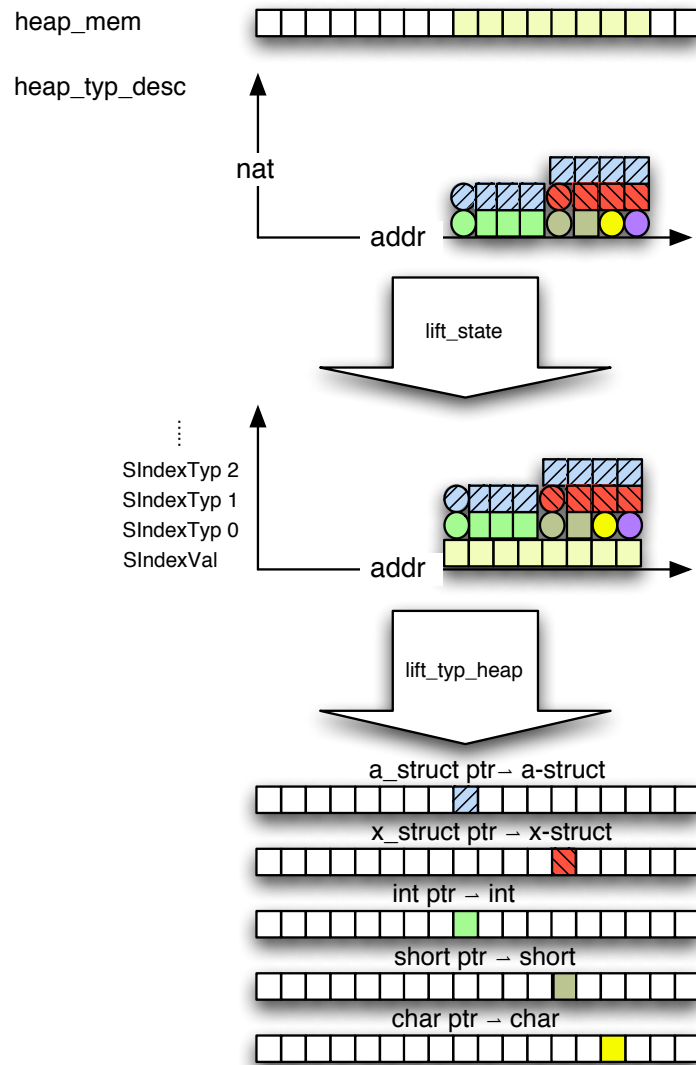 heap_mem
heap_typ_desc
nat
addr
lift_state
SIndexTyp 2
SIndexTyp 1
SIndexTyp 0
SIndexVal
addr
lift_typ_heap
a_struct ptr⇀ a-struct
x_struct ptr ⇀ x-struct
int ptr ⇀ int
short ptr ⇀ short
char ptr ⇀ char